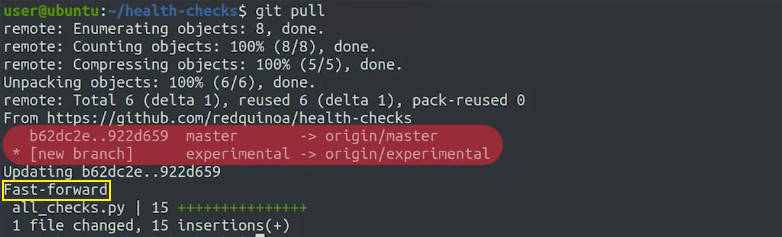 user@ubuntu:~/health-checks$ git pull
remote: Enumerating objects: 8, done.
remote: Counting objects: 100% (8/8), done.
remote: Compressing objects: 100% (5/5), done.
Unpacking objects: 100% (6/6), done.
remote: Total 6 (delta 1), reused 6 (delta 1), pack-reused 0
From https://github.com/redquinoa/health-checks
   b62dc2e..922d659  master       -> origin/master
 * [new branch]      experimental -> origin/experimental
Updating b62dc2e..922d659
Fast-forward
 all_checks.py | 15 +++++++++++++++
 1 file changed, 15 insertions(+)